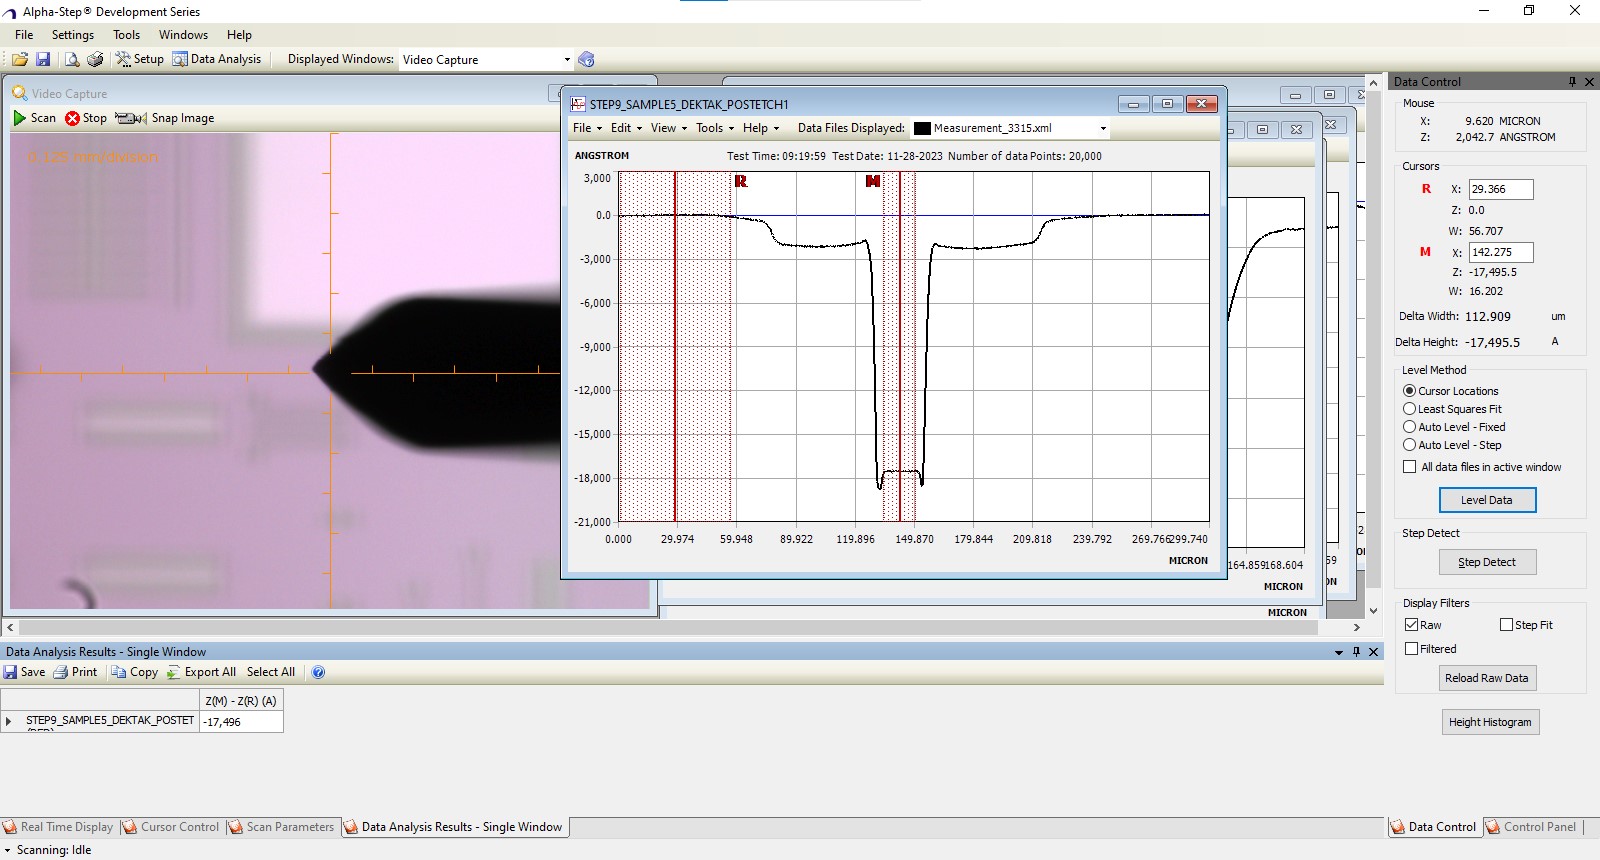 Alpha-Step® Development Series
File Settings Tools Windows Help
Setup Data Analysis Displayed Windows: Video Capture
Video Capture
Scan Stop Snap Image
0.125 mm/division
STEP9_SAMPLE5_DEKTAK_POSTETCH1
File Edit View Tools Help Data Files Displayed: Measurement_3315.xml
ANGSTROM Test Time: 09:19:59 Test Date: 11-28-2023 Number of data Points: 20,000
R M
3,000
0.0
-3,000
-6,000
-9,000
-12,000
-15,000
-18,000
-21,000
0.000 29.974 59.948 89.922 119.896 149.870 179.844 209.818 239.792 269.766 299.740
MICRON
164.859 168.604
MICRON
MICRON
Data Control
Mouse
X: 9.620 MICRON
Z: 2,042.7 ANGSTROM
Cursors
R X: 29.366
Z: 0.0
W: 56.707
M X: 142.275
Z: -17,495.5
W: 16.202
Delta Width: 112.909 um
Delta Height: -17,495.5 A
Level Method
Cursor Locations
Least Squares Fit
Auto Level - Fixed
Auto Level - Step
All data files in active window
Level Data
Step Detect
Step Detect
Display Filters
Raw Step Fit
Filtered
Reload Raw Data
Height Histogram
Data Control Control Panel
Data Analysis Results - Single Window
Save Print Copy Export All Select All
Z(M) - Z(R) (A)
STEP9_SAMPLE5_DEKTAK_POSTET -17,496
Real Time Display Cursor Control Scan Parameters Data Analysis Results - Single Window
Scanning: Idle